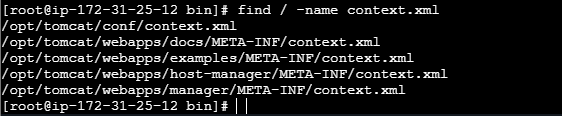 [root@ip-172-31-25-12 bin]# find / -name context.xml
/opt/tomcat/conf/context.xml
/opt/tomcat/webapps/docs/META-INF/context.xml
/opt/tomcat/webapps/examples/META-INF/context.xml
/opt/tomcat/webapps/host-manager/META-INF/context.xml
/opt/tomcat/webapps/manager/META-INF/context.xml
[root@ip-172-31-25-12 bin]#